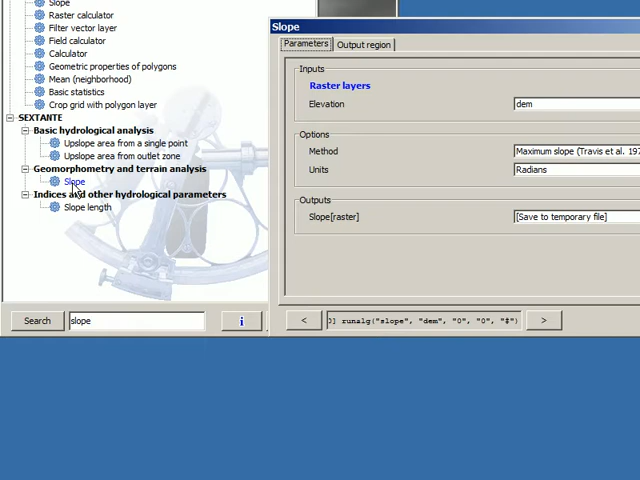 Slope
Raster calculator
Filter vector layer
Field calculator
Calculator
Geometric properties of polygons
Mean (neighborhood)
Basic statistics
Crop grid with polygon layer
SEXTANTE
Basic hydrological analysis
Upslope area from a single point
Upslope area from outlet zone
Geomorphometry and terrain analysis
Slope
Indices and other hydrological parameters
Slope length
Search
slope
i
Slope
Parameters
Output region
Inputs
Raster layers
Elevation
dem
Options
Method
Maximum slope (Travis et al. 197
Units
Radians
Outputs
Slope[raster]
[Save to temporary file]
<
)] runalg("slope", "dem", "0", "0", "#")
>